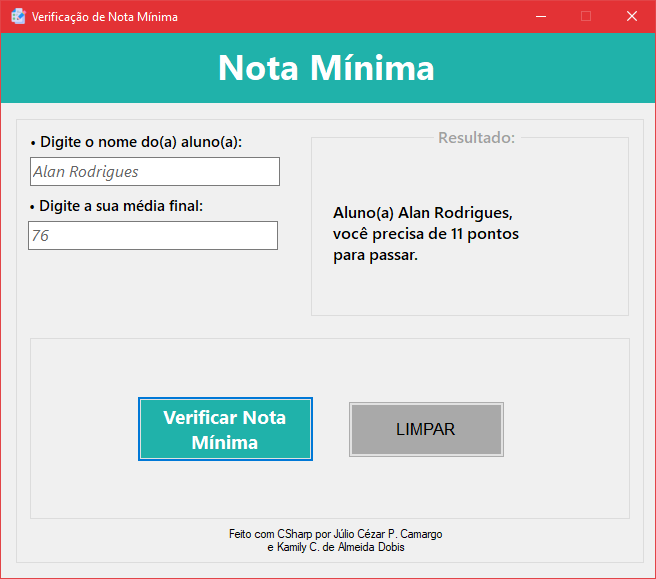 Verificação de Nota Mínima
Nota Mínima
• Digite o nome do(a) aluno(a):
Alan Rodrigues
• Digite a sua média final:
76
Resultado:
Aluno(a) Alan Rodrigues,
você precisa de 11 pontos
para passar.
Verificar Nota
Mínima
LIMPAR
Feito com CSharp por Júlio Cézar P. Camargo
e Kamily C. de Almeida Dobis